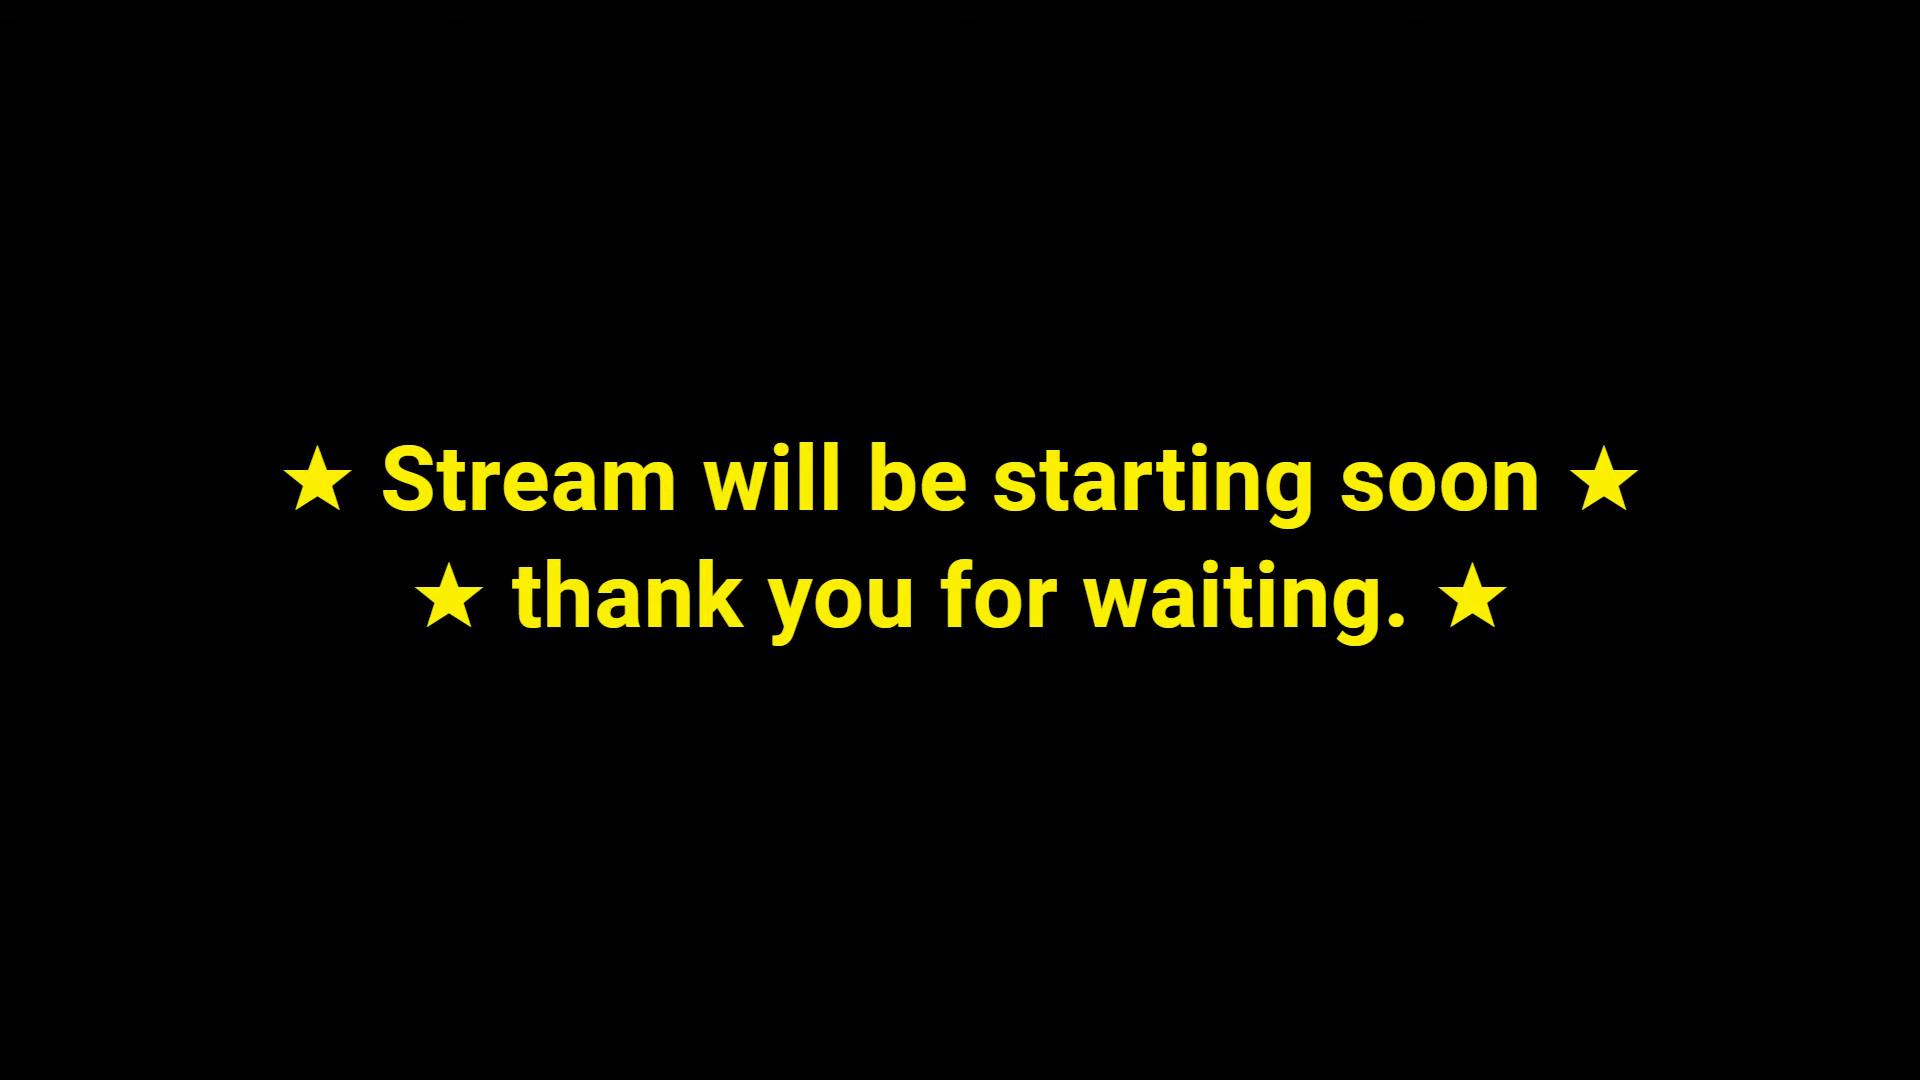 ★ Stream will be starting soon ★
★ thank you for waiting. ★